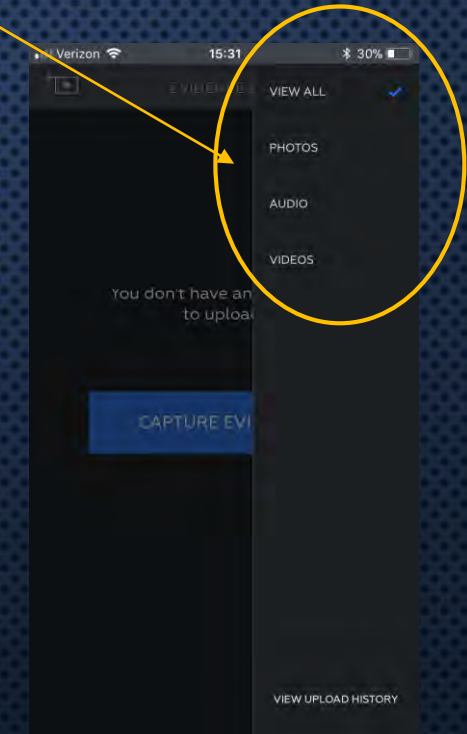 Verizon 15:31 30%
VIEW ALL
PHOTOS
AUDIO
VIDEOS
You don't have an
to uploa
CAPTURE EVI
VIEW UPLOAD HISTORY